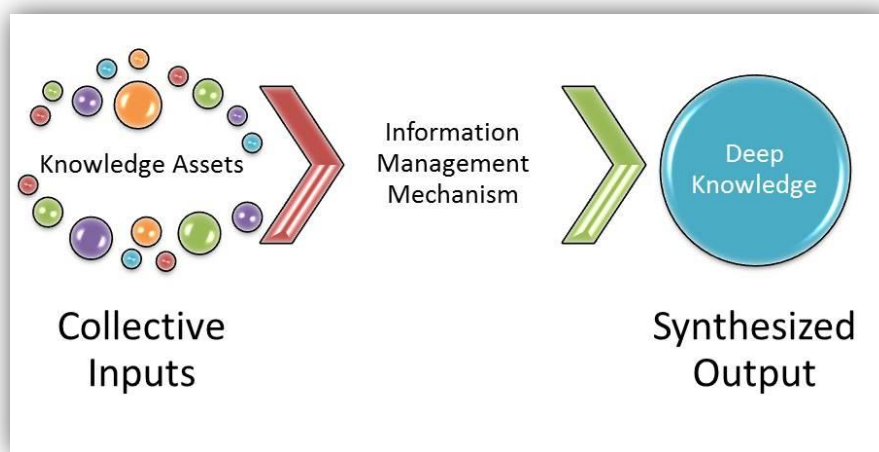 Knowledge Assets
Information
Management
Mechanism
Deep
Knowledge
Collective
Inputs
Synthesized
Output